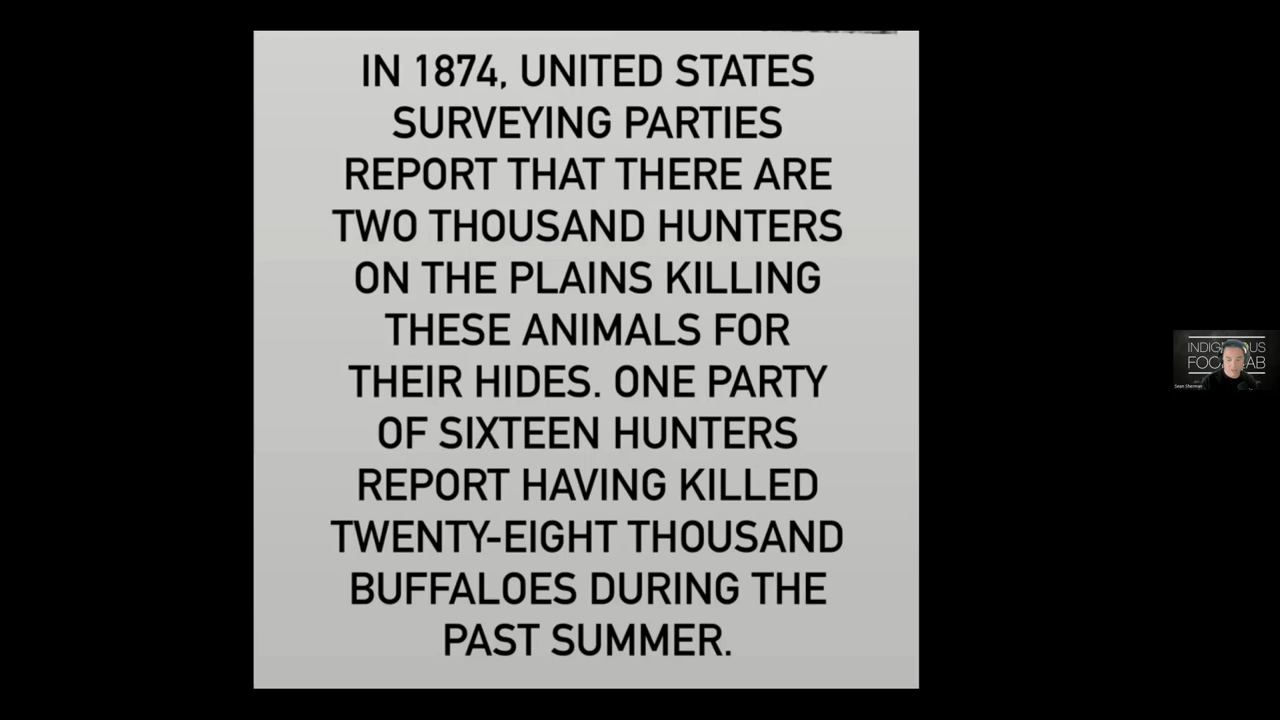 IN 1874, UNITED STATES
SURVEYING PARTIES
REPORT THAT THERE ARE
TWO THOUSAND HUNTERS
ON THE PLAINS KILLING
THESE ANIMALS FOR
THEIR HIDES. ONE PARTY
OF SIXTEEN HUNTERS
REPORT HAVING KILLED
TWENTY-EIGHT THOUSAND
BUFFALOES DURING THE
PAST SUMMER.
Sean Sherman